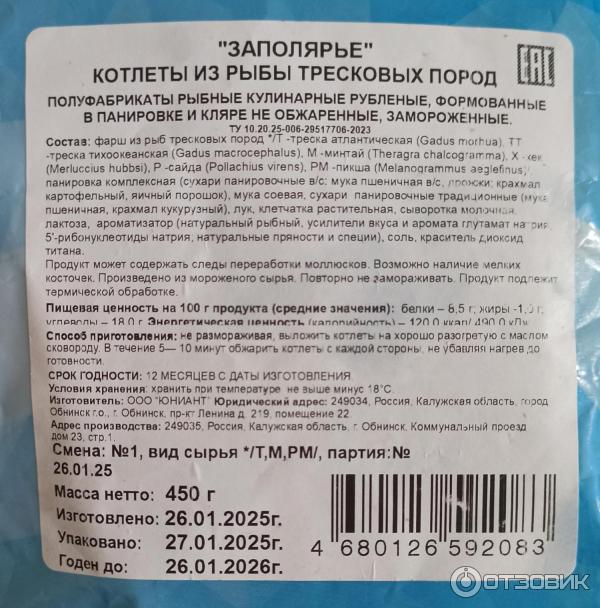 "ЗАПОЛЯРЬЕ"
КОТЛЕТЫ ИЗ РЫБЫ ТРЕСКОВЫХ ПОРОД
EAC
ПОЛУФАБРИКАТЫ РЫБНЫЕ КУЛИНАРНЫЕ РУБЛЕНЫЕ, ФОРМОВАННЫЕ
В ПАНИРОВКЕ И КЛЯРЕ НЕ ОБЖАРЕННЫЕ, ЗАМОРОЖЕННЫЕ.
ТУ 10.20.25-006-29517706-2023
Состав: фарш из рыб тресковых пород */Т -треска атлантическая (Gadus morhua), ТТ
-треска тихоокеанская (Gadus macrocephalus), М -минтай (Theragra chalcogramma), Х -хек
(Merluccius hubbsi), Р -сайда (Pollachius virens), РМ -пикша (Melanogrammus aeglefinus)/
панировка комплексная (сухари панировочные в/с: мука пшеничная в/с, дрожжи; крахмал
картофельный, яичный порошок), мука соевая, сухари панировочные традиционные (мука
пшеничная, крахмал кукурузный), лук, клетчатка растительная, сыворотка молочная,
лактоза, ароматизатор (натуральный рыбный, усилители вкуса и аромата глутамат натрия
5'-рибонуклеотиды натрия; натуральные пряности и специи), соль, краситель диоксид
титана.
Продукт может содержать следы переработки моллюсков. Возможно наличие мелких
косточек. Произведено из мороженого сырья. Повторно не замораживать. Продукт подлежит
термической обработке.
Пищевая ценность на 100 г продукта (средние значения): белки – 8,5 г; жиры -1,0 г;
углеводы – 18,0 г. Энергетическая ценность (калорийность) – 120,0 ккал/ 490,0 кДж
Способ приготовления: не размораживая, выложить котлеты на хорошо разогретую с маслом
сковороду. В течение 5— 10 минут обжарить котлеты с каждой стороны, не убавляя нагрев до
готовности.
СРОК ГОДНОСТИ: 12 МЕСЯЦЕВ С ДАТЫ ИЗГОТОВЛЕНИЯ
Условия хранения: хранить при температуре не выше минус 18°С.
Изготовитель: ООО "ЮНИАНТ" Юридический адрес: 249034, Россия, Калужская область, город
Обнинск г.о., г. Обнинск, пр-кт Ленина д. 219, помещение 22.
Адрес производства: 249035, Россия, Калужская область, г. Обнинск, Коммунальный проезд
дом 23, стр.1.
Смена: №1, вид сырья */Т,М,РМ/, партия:№
26.01.25
Масса нетто: 450 г
Изготовлено: 26.01.2025г.
Упаковано: 27.01.2025г.
Годен до: 26.01.2026г.
4 680126 592083
ОТЗОВИК